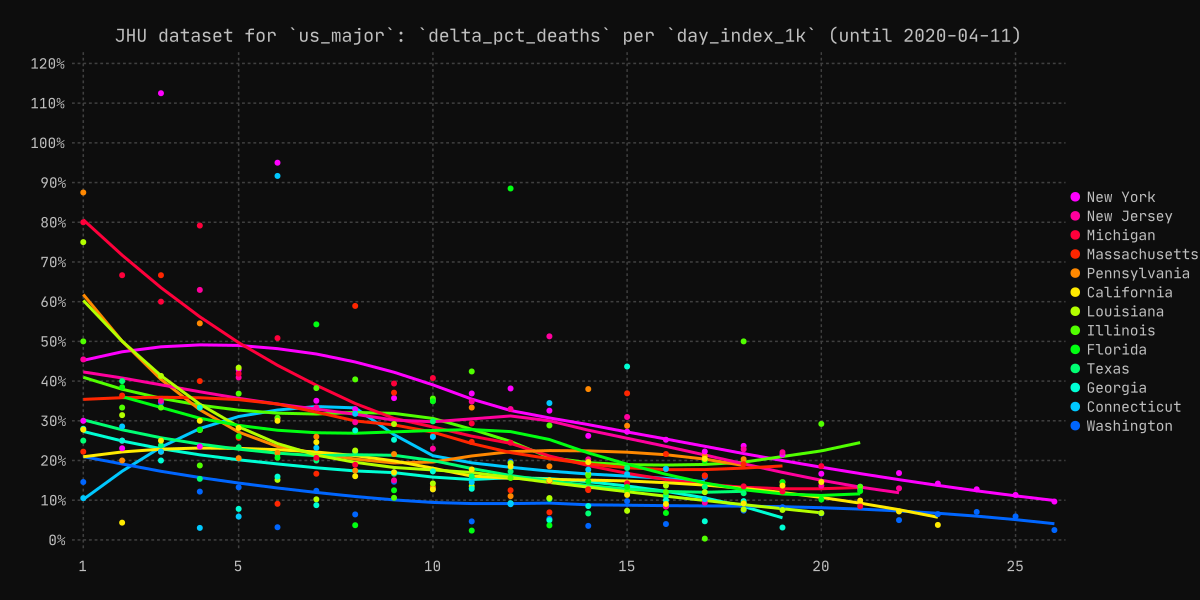 JHU dataset for `us_major`: `delta_pct_deaths` per `day_index_1k` (until 2020-04-11)
120%
110%
100%
90%
80%
70%
60%
50%
40%
30%
20%
10%
0%
1 5 10 15 20 25
New York
New Jersey
Michigan
Massachusetts
Pennsylvania
California
Louisiana
Illinois
Florida
Texas
Georgia
Connecticut
Washington